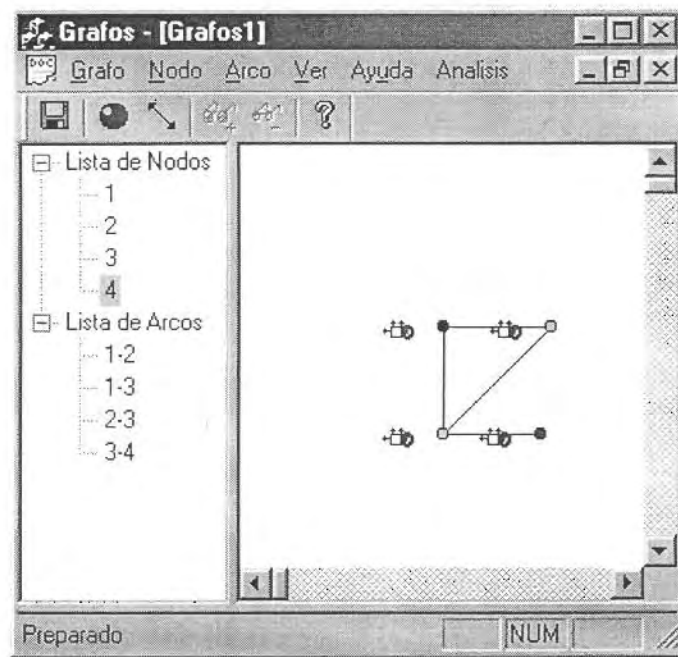 Grafos - [Grafos1]
Grafo Nodo Arco Ver Ayuda Analisis
Lista de Nodos
1
2
3
4
Lista de Arcos
1-2
1-3
2-3
3-4
Preparado NUM